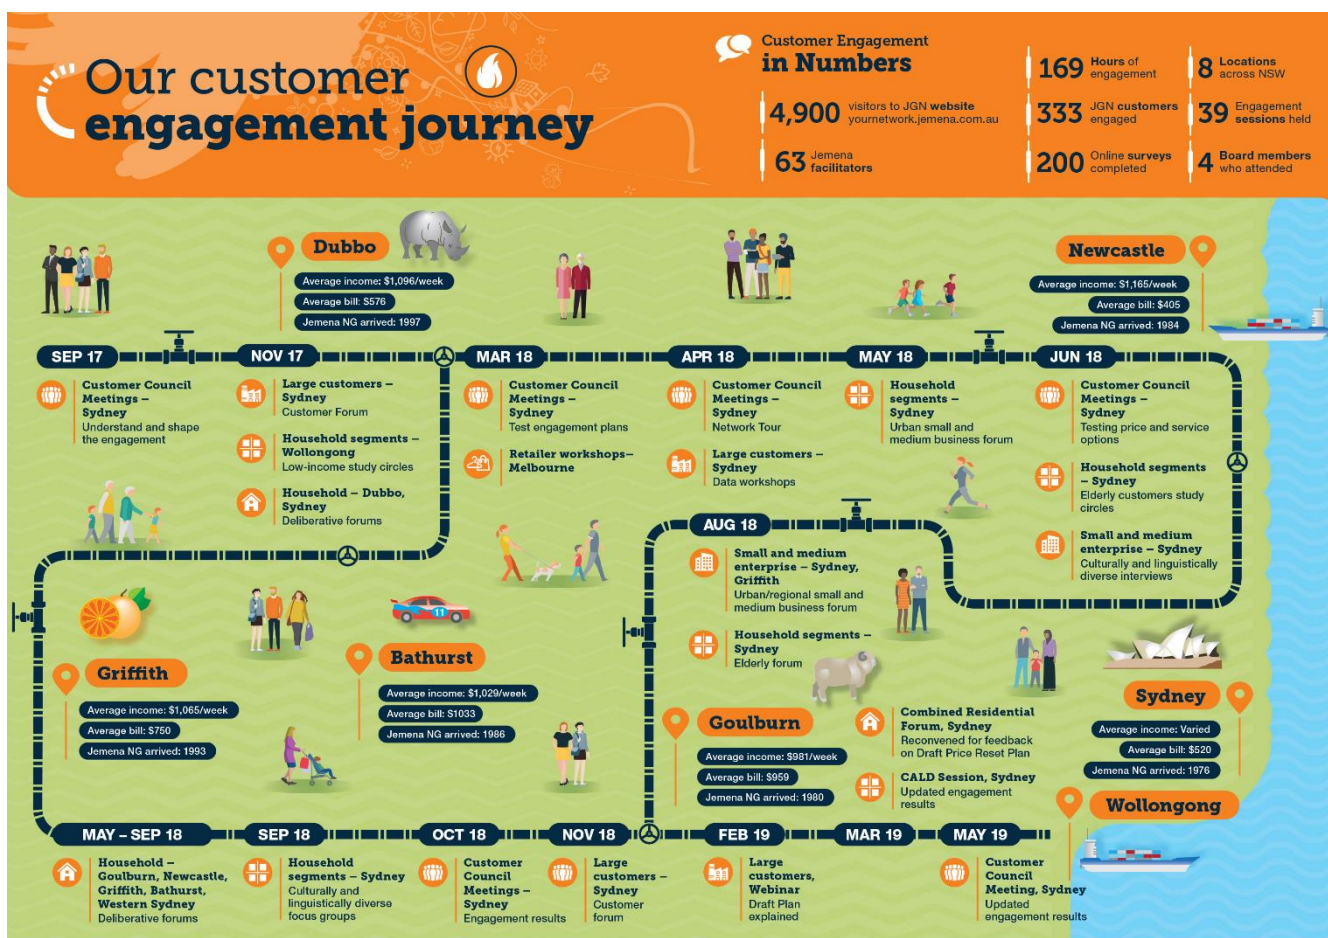 Our customer
engagement journey
Customer Engagement
in Numbers
4,900 visitors to JGN website
yournetwork.jemena.com.au
63 Jemena
facilitators
169 Hours of
engagement
333 JGN customers
engaged
200 Online surveys
completed
8 Locations
across NSW
39 Engagement
sessions held
4 Board members
who attended
Dubbo
Average income: $1,096/week
Average bill: $576
Jemena NG arrived: 1997
Newcastle
Average income: $1,165/week
Average bill: $405
Jemena NG arrived: 1984
SEP 17
Customer Council
Meetings –
Sydney
Understand and shape
the engagement
NOV 17
Large customers –
Sydney
Customer Forum
Household segments –
Wollongong
Low-income study circles
Household – Dubbo,
Sydney
Deliberative forums
MAR 18
Customer Council
Meetings –
Sydney
Test engagement plans
Retailer workshops–
Melbourne
APR 18
Customer Council
Meetings –
Sydney
Network Tour
Large customers –
Sydney
Data workshops
MAY 18
Household
segments –
Sydney
Urban small and
medium business forum
JUN 18
Customer Council
Meetings –
Sydney
Testing price and service
options
Household segments
– Sydney
Elderly customers study
circles
Small and medium
enterprise – Sydney
Culturally and linguistically
diverse interviews
AUG 18
Small and medium
enterprise – Sydney,
Griffith
Urban/regional small and
medium business forum
Household segments –
Sydney
Elderly forum
11
Griffith
Average income: $1,065/week
Average bill: $750
Jemena NG arrived: 1993
Bathurst
Average income: $1,029/week
Average bill: $1033
Jemena NG arrived: 1986
Goulburn
Average income: $981/week
Average bill: $959
Jemena NG arrived: 1980
Combined Residential
Forum, Sydney
Reconvened for feedback
on Draft Price Reset Plan
CALD Session, Sydney
Updated engagement
results
Sydney
Average income: Varied
Average bill: $520
Jemena NG arrived: 1976
Wollongong
MAY – SEP 18
Household –
Goulburn, Newcastle,
Griffith, Bathurst,
Western Sydney
Deliberative forums
SEP 18
Household
segments – Sydney
Culturally and
linguistically diverse
focus groups
OCT 18
Customer
Council
Meetings –
Sydney
Engagement results
NOV 18
Large
customers –
Sydney
Customer
forum
FEB 19
Large
customers,
Webinar
Draft Plan
explained
MAR 19
MAY 19
Customer
Council
Meeting, Sydney
Updated
engagement results